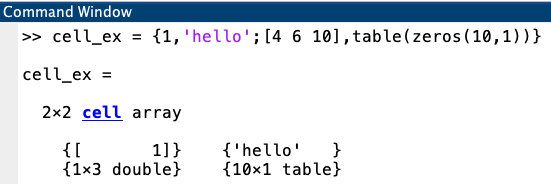 Command Window
>> cell_ex = {1,'hello';[4 6 10],table(zeros(10,1))}
cell_ex =
2×2 cell array
{[        1]}    {'hello'   }
{1×3 double}    {10×1 table}